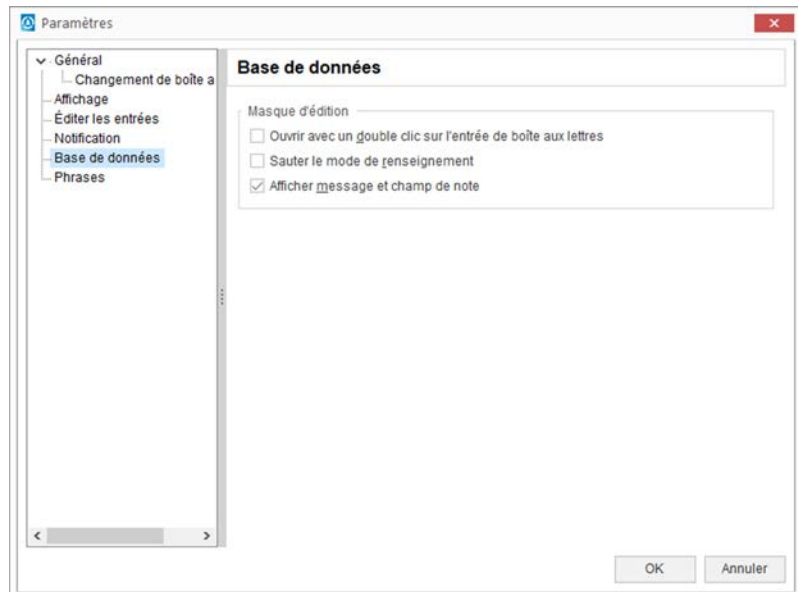 Paramètres
Général
Changement de boîte a
Affichage
Éditer les entrées
Notification
Base de données
Phrases
Base de données
Masque d'édition
Ouvrir avec un double clic sur l'entrée de boîte aux lettres
Sauter le mode de renseignement
Afficher message et champ de note
OK
Annuler